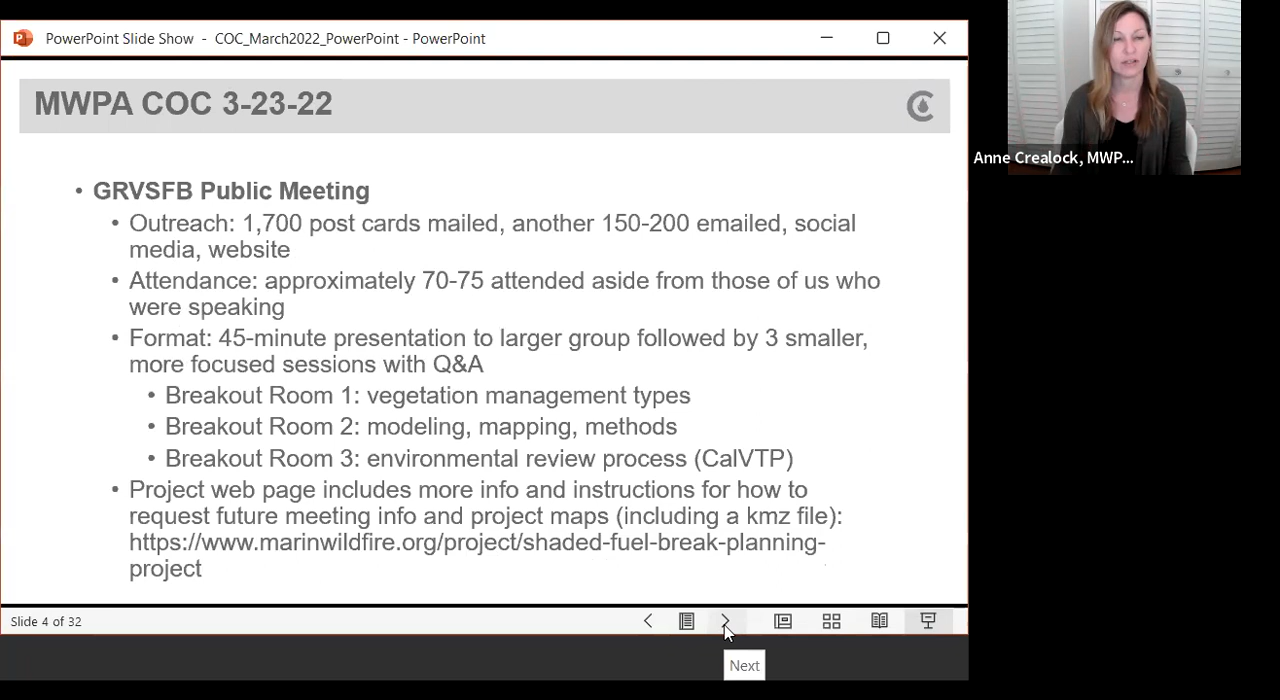 PowerPoint Slide Show - COC_March2022_PowerPoint - PowerPoint
MWPA COC 3-23-22
• GRVSFB Public Meeting
• Outreach: 1,700 post cards mailed, another 150-200 emailed, social
media, website
• Attendance: approximately 70-75 attended aside from those of us who
were speaking
• Format: 45-minute presentation to larger group followed by 3 smaller,
more focused sessions with Q&A
• Breakout Room 1: vegetation management types
• Breakout Room 2: modeling, mapping, methods
• Breakout Room 3: environmental review process (CalVTP)
• Project web page includes more info and instructions for how to
request future meeting info and project maps (including a kmz file):
https://www.marinwildfire.org/project/shaded-fuel-break-planning-
project
Slide 4 of 32
Next
Anne Crealock, MWP...